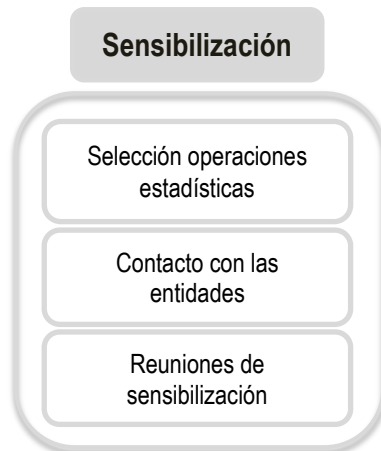 Sensibilización
Selección operaciones
estadísticas
Contacto con las
entidades
Reuniones de
sensibilización